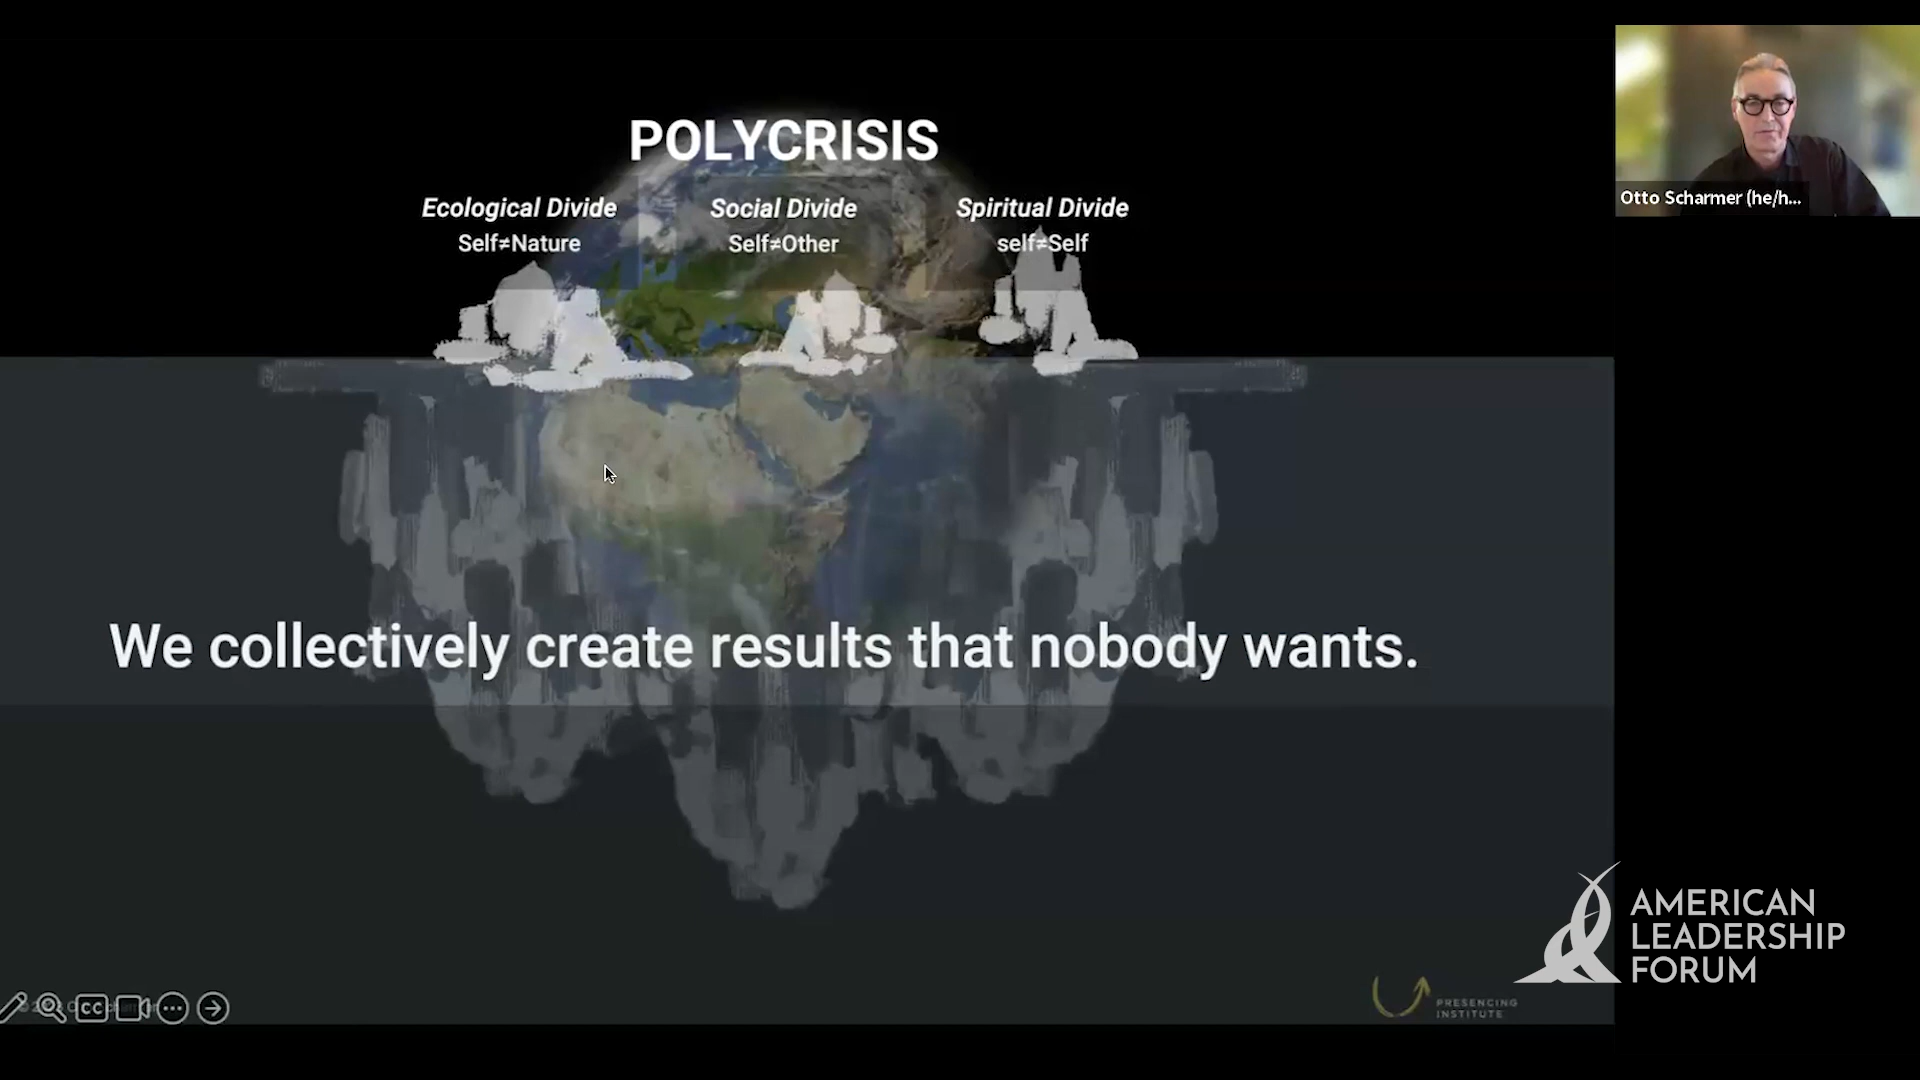 POLYCRISIS
Ecological Divide
Self≠Nature
Social Divide
Self≠Other
Spiritual Divide
self≠Self
We collectively create results that nobody wants.
Otto Scharmer (he/h...
AMERICAN
LEADERSHIP
FORUM
PRESENCING
INSTITUTE
CC